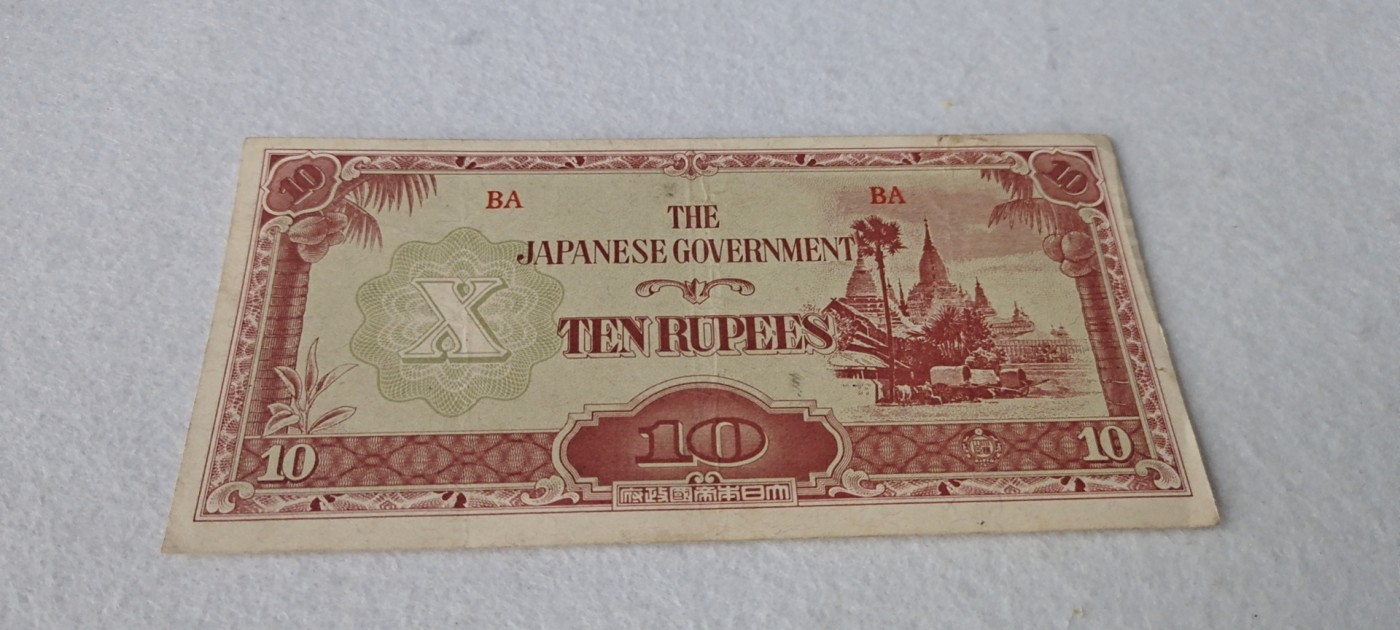 10 10
BA BA
THE
JAPANESE GOVERNMENT
X
TEN RUPEES
10 10 10
大日本帝國政府